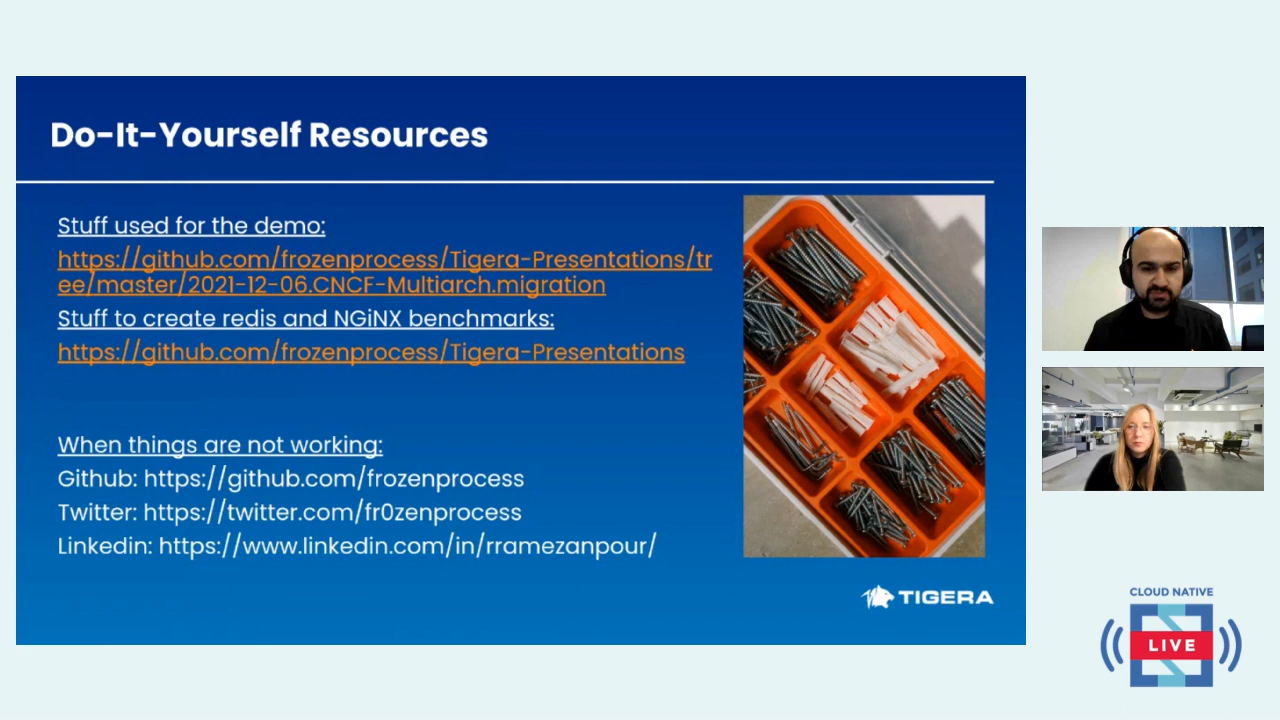 Do-It-Yourself Resources
Stuff used for the demo:
https://github.com/frozenprocess/Tigera-Presentations/tr
ee/master/2021-12-06.CNCF-Multiarch.migration
Stuff to create redis and NGiNX benchmarks:
https://github.com/frozenprocess/Tigera-Presentations
When things are not working:
Github: https://github.com/frozenprocess
Twitter: https://twitter.com/fr0zenprocess
Linkedin: https://www.linkedin.com/in/rramezanpour/
TIGERA
CLOUD NATIVE
LIVE